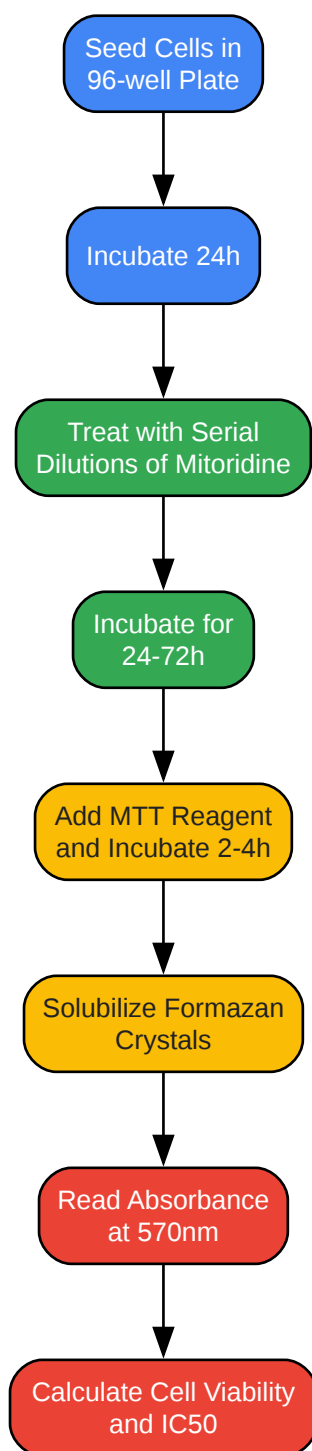 Seed Cells in
96-well Plate
Incubate 24h
Treat with Serial
Dilutions of Mitoridine
Incubate for
24-72h
Add MTT Reagent
and Incubate 2-4h
Solubilize Formazan
Crystals
Read Absorbance
at 570nm
Calculate Cell Viability
and IC50